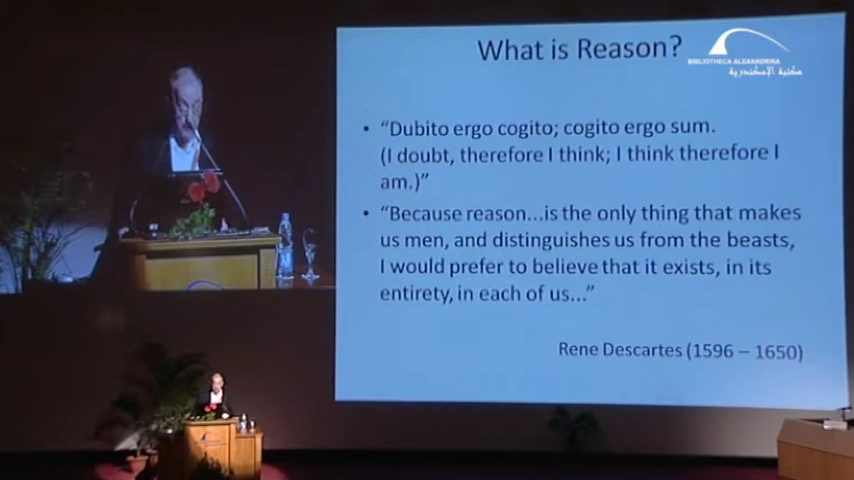 What is Reason?
BIBLIOTHECA ALEXANDRINA
مكتبة الإسكندرية
• “Dubito ergo cogito; cogito ergo sum.
(I doubt, therefore I think; I think therefore I
am.)”
• “Because reason...is the only thing that makes
us men, and distinguishes us from the beasts,
I would prefer to believe that it exists, in its
entirety, in each of us...”
Rene Descartes (1596 – 1650)